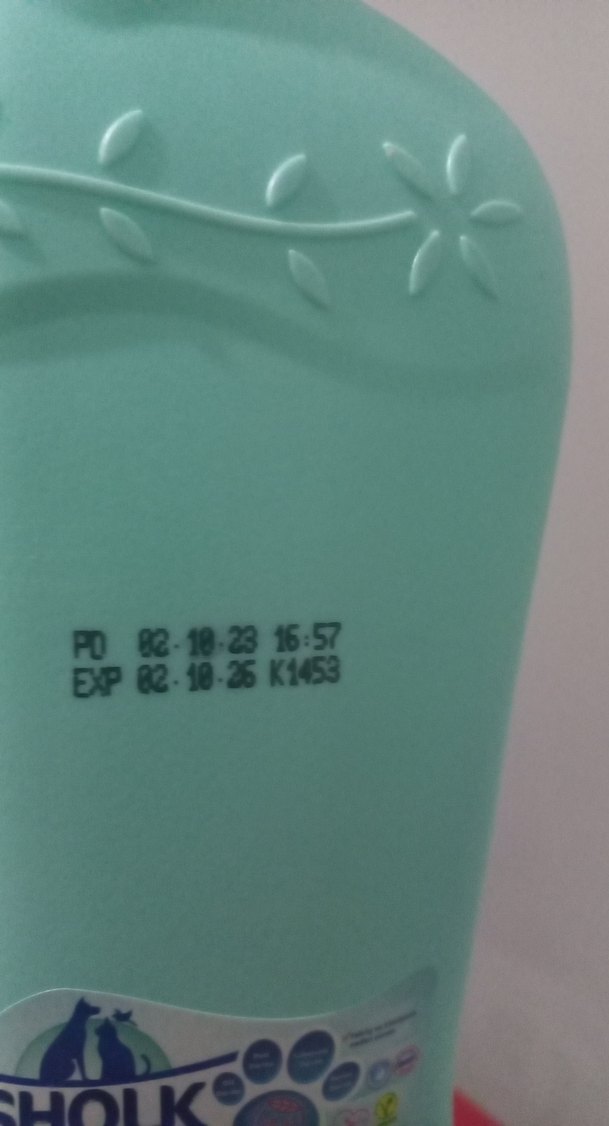 PD 02.10.23 16:57
EXP 02.10.26 K1453
SHOLK